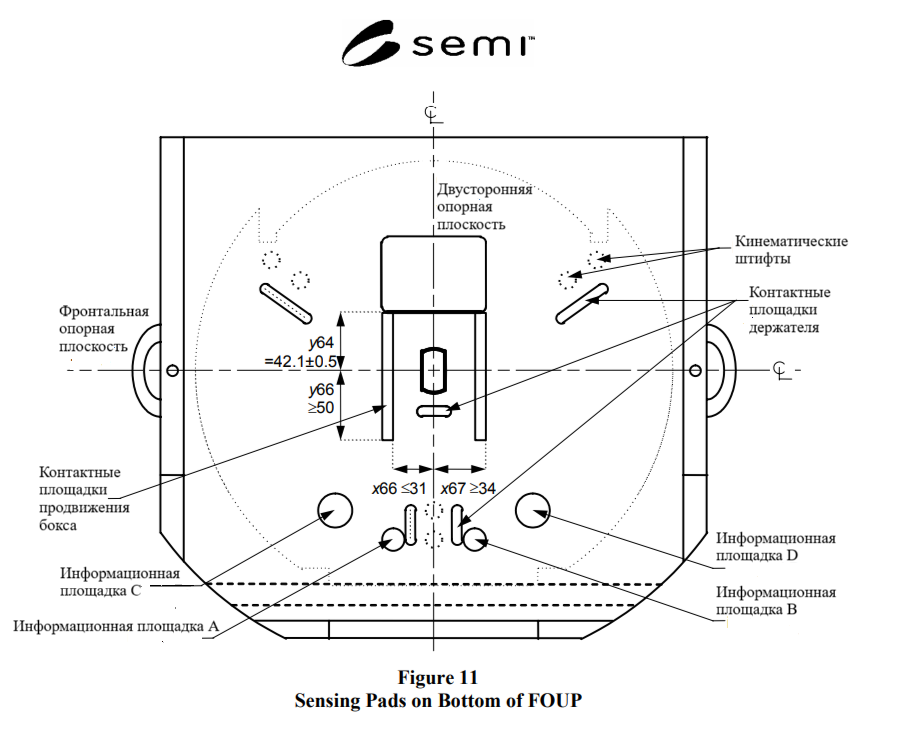 semi™
℄
Двусторонняя
опорная
плоскость
Кинематические
штифты
Контактные
площадки
держателя
Фронтальная
опорная
плоскость
y64
=42.1±0.5
℄
y66
≥50
Контактные
площадки
продвижения
бокса
x66 ≤31
x67 ≥34
Информационная
площадка D
Информационная
площадка C
Информационная
площадка B
Информационная площадка A
Figure 11
Sensing Pads on Bottom of FOUP